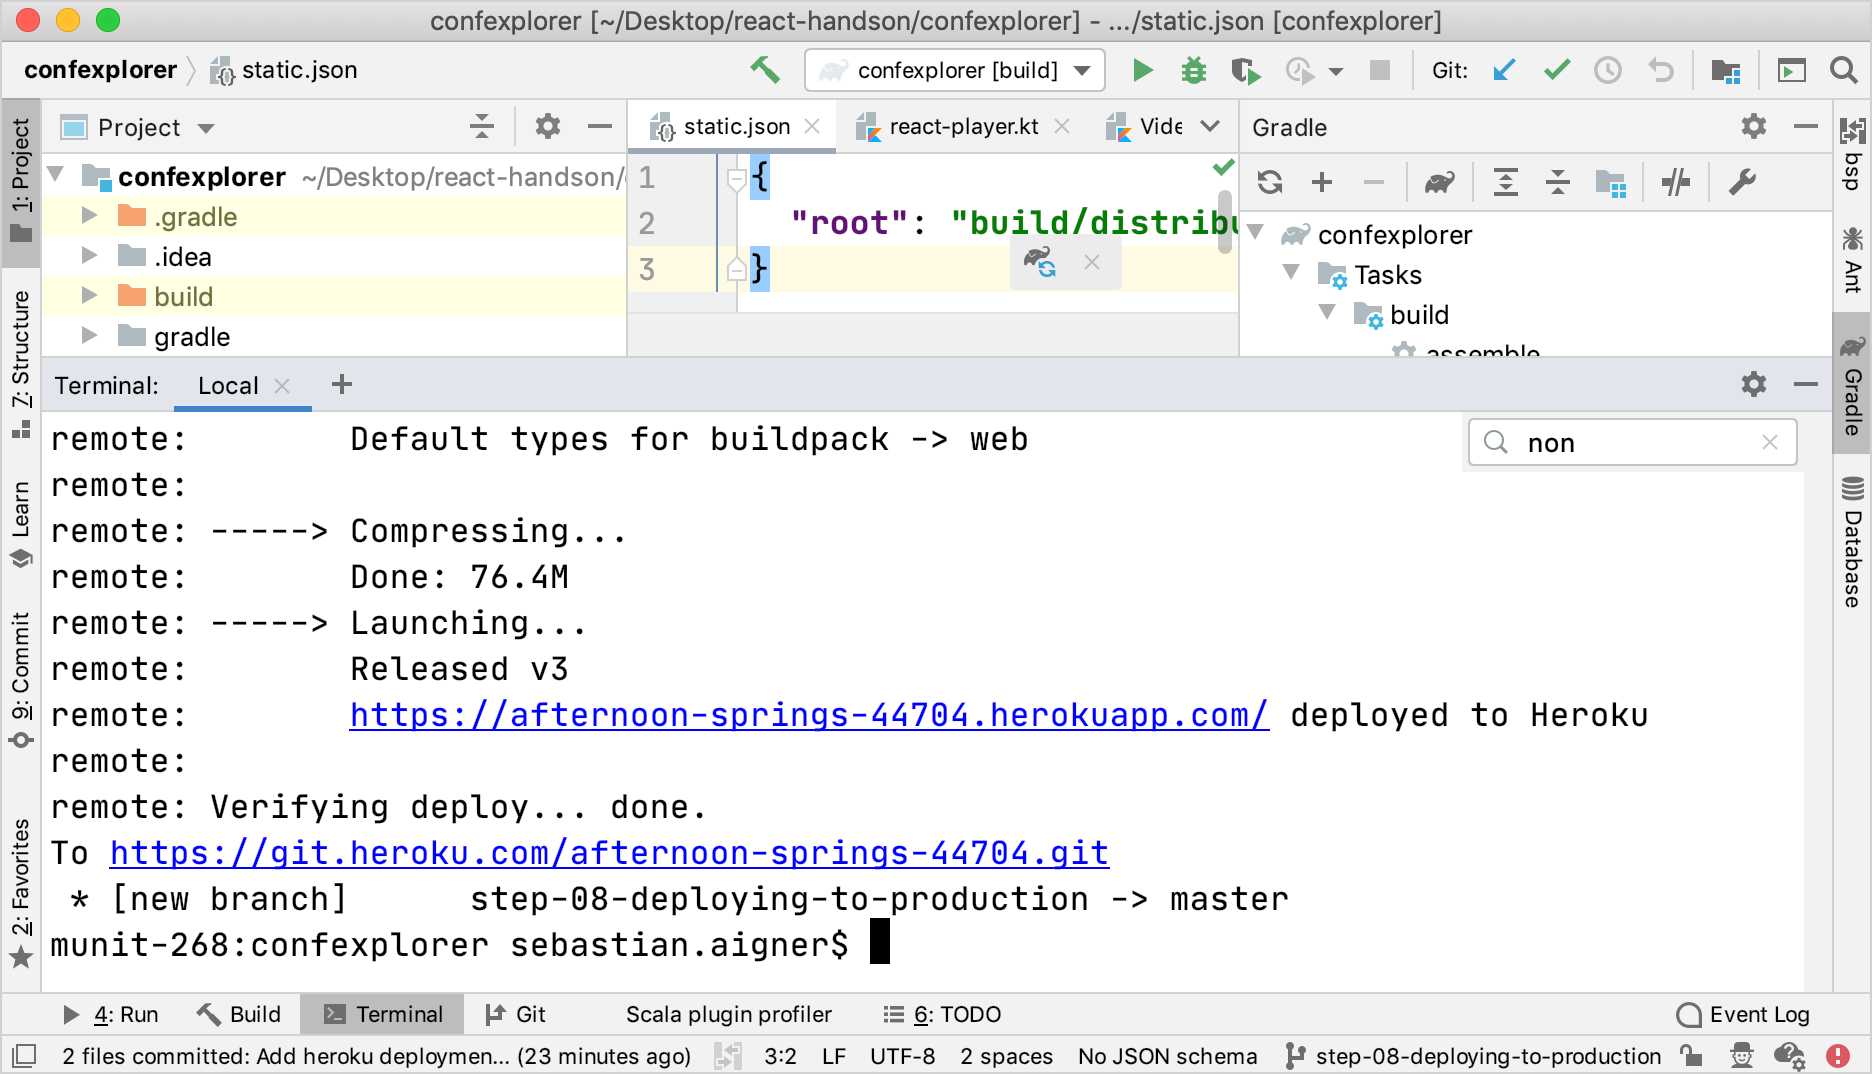 confexplorer [~/Desktop/react-handson/confexplorer] - .../static.json [confexplorer]
confexplorer static.json
confexplorer [build]
Git:
1: Project
7: Structure
Learn
9: Commit
2: Favorites
Project
confexplorer ~/Desktop/react-handson/
.gradle
.idea
build
gradle
static.json react-player.kt Vide
1 {
2 "root": "build/distribu
3 }
Gradle
confexplorer
Tasks
build
assemble
bsp
Ant
Gradle
Database
Terminal: Local
non
remote: Default types for buildpack -> web
remote:
remote: -----> Compressing...
remote: Done: 76.4M
remote: -----> Launching...
remote: Released v3
remote: https://afternoon-springs-44704.herokuapp.com/ deployed to Heroku
remote:
remote: Verifying deploy... done.
To https://git.heroku.com/afternoon-springs-44704.git
* [new branch] step-08-deploying-to-production -> master
munit-268:confexplorer sebastian.aigner$
4: Run Build Terminal Git Scala plugin profiler 6: TODO Event Log
2 files committed: Add heroku deploymen... (23 minutes ago) 3:2 LF UTF-8 2 spaces No JSON schema step-08-deploying-to-production